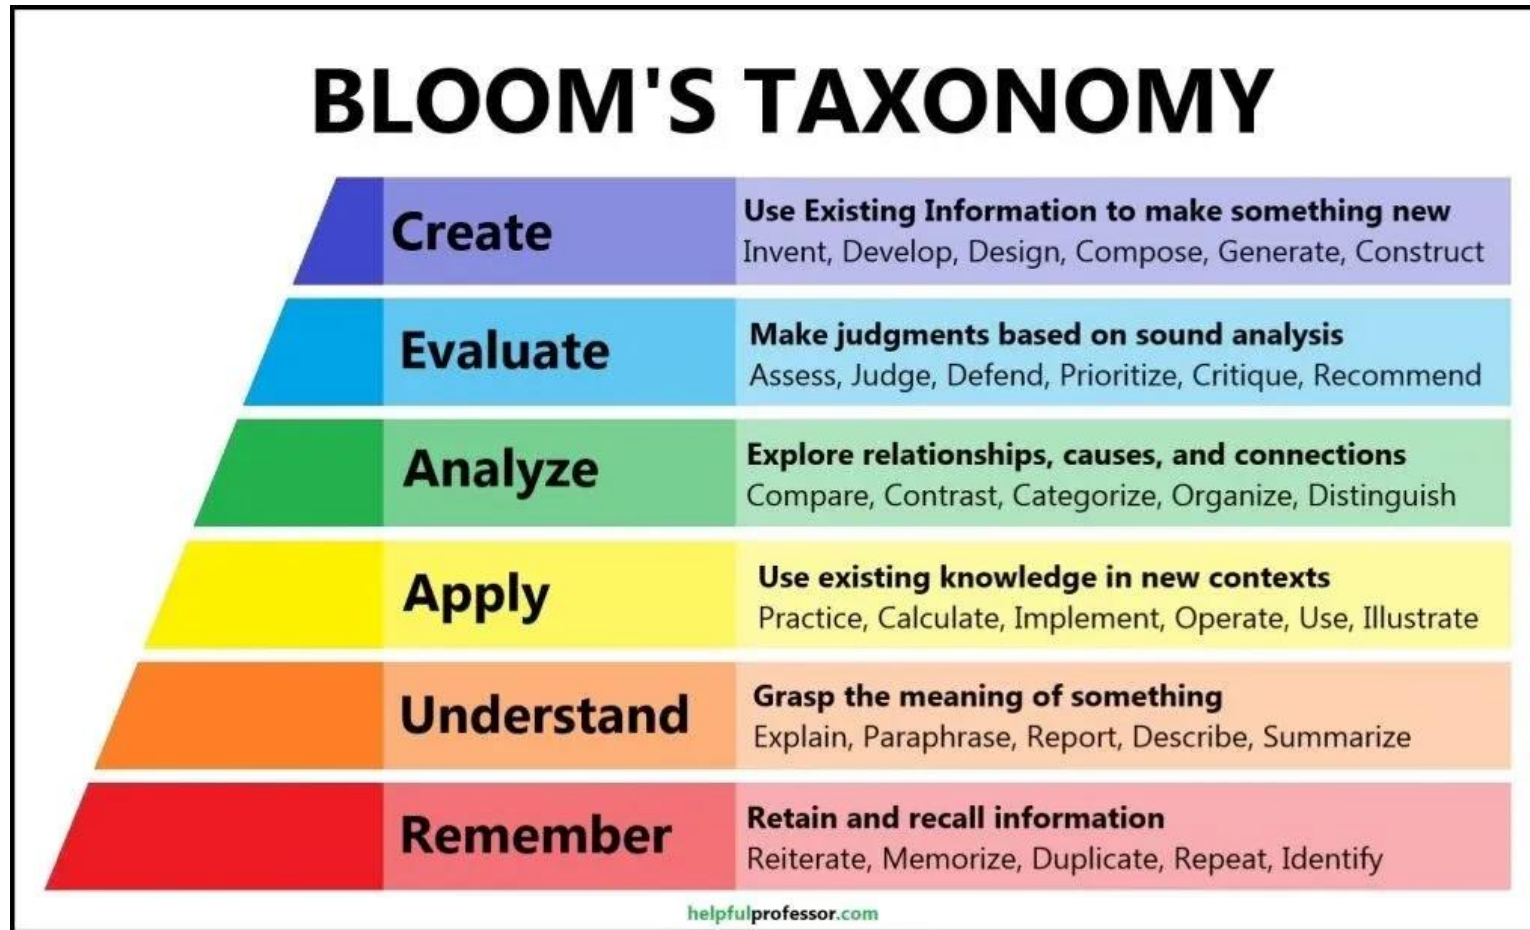 BLOOM'S TAXONOMY
Create
Use Existing Information to make something new
Invent, Develop, Design, Compose, Generate, Construct
Evaluate
Make judgments based on sound analysis
Assess, Judge, Defend, Prioritize, Critique, Recommend
Analyze
Explore relationships, causes, and connections
Compare, Contrast, Categorize, Organize, Distinguish
Apply
Use existing knowledge in new contexts
Practice, Calculate, Implement, Operate, Use, Illustrate
Understand
Grasp the meaning of something
Explain, Paraphrase, Report, Describe, Summarize
Remember
Retain and recall information
Reiterate, Memorize, Duplicate, Repeat, Identify
helpfulprofessor.com